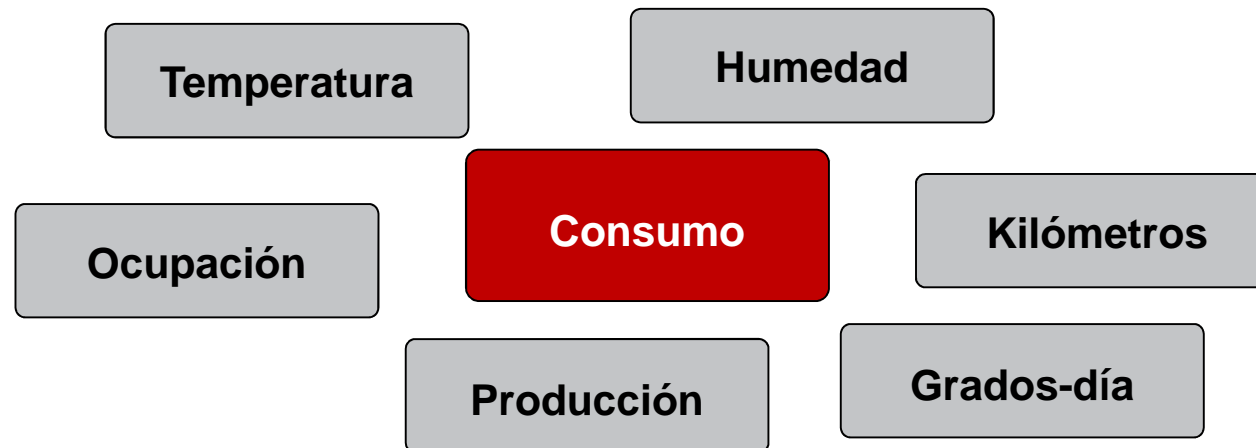 Temperatura
Humedad
Consumo
Kilómetros
Ocupación
Producción
Grados-día